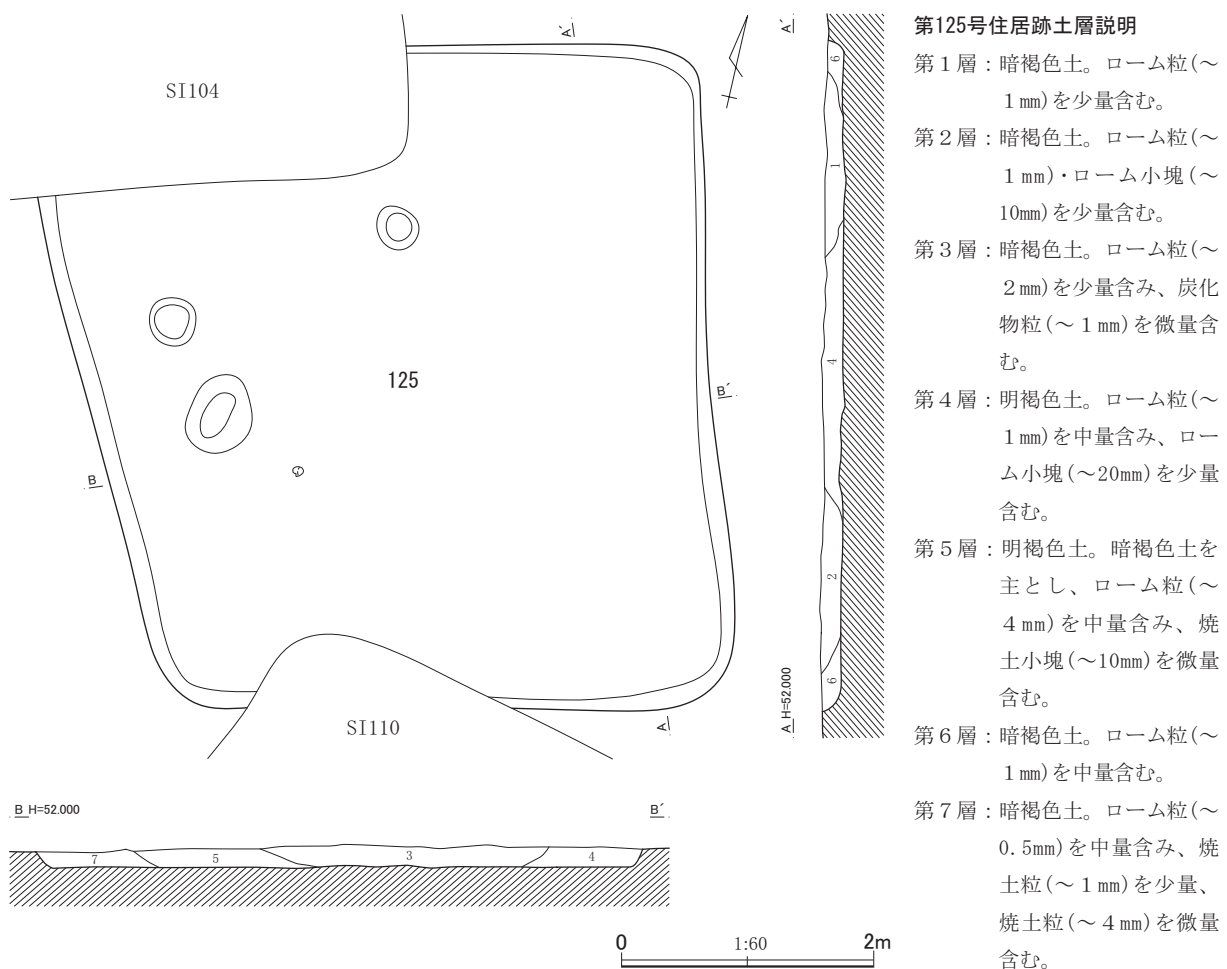 第125号住居跡土層説明
第１層：暗褐色土。ローム粒(～
１mm)を少量含む。
第２層：暗褐色土。ローム粒(～
１mm)・ローム小塊(～
10mm)を少量含む。
第３層：暗褐色土。ローム粒(～
２mm)を少量含み、炭化
物粒(～１mm)を微量含
む。
第４層：明褐色土。ローム粒(～
１mm)を中量含み、ロー
ム小塊(～20mm)を少量
含む。
第５層：明褐色土。暗褐色土を
主とし、ローム粒(～
４mm)を中量含み、焼
土小塊(～10mm)を微量
含む。
第６層：暗褐色土。ローム粒(～
１mm)を中量含む。
第７層：暗褐色土。ローム粒(～
0.5mm)を中量含み、焼
土粒(～１mm)を少量、
焼土粒(～４mm)を微量
含む。
SI104
A´
A´
6
1
4
2
6
A H=52.000
125
B´
B
A
SI110
B H=52.000
B´
7
5
3
4
0
1:60
2m